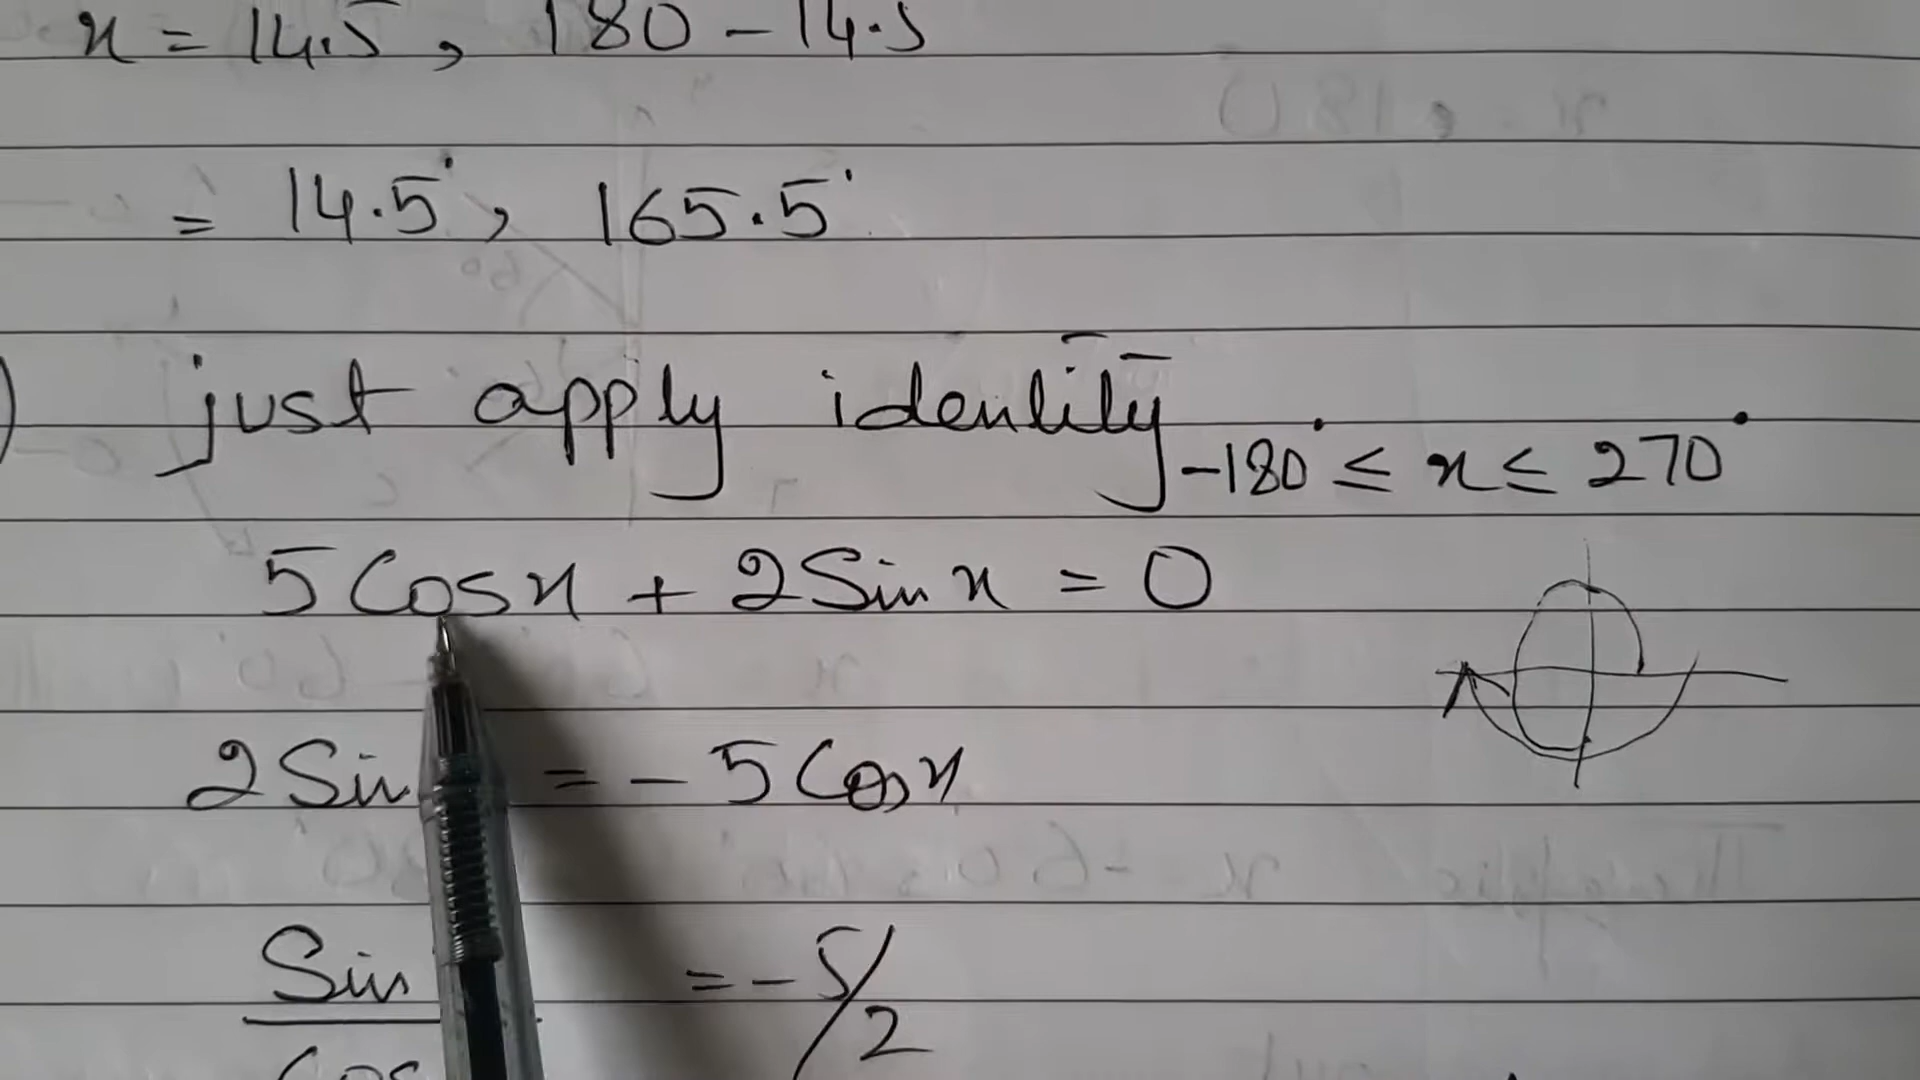 x = 14.5, 180 - 14.5
= 14.5°, 165.5°
) just apply identity -180° ≤ x ≤ 270°
5 Cos x + 2 Sin x = 0
2 Sin = - 5 Cos x
Sin = - 5/2
Cos